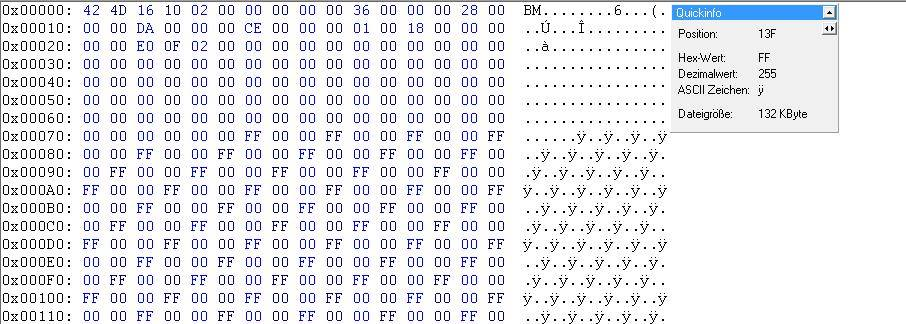 0x00000: 42 4D 16 10 02 00 00 00 00 00 36 00 00 00 28 00 BM........6...(.
0x00010: 00 00 DA 00 00 00 CE 00 00 00 01 00 18 00 00 00 ..Ú...Î.........
0x00020: 00 00 E0 0F 02 00 00 00 00 00 00 00 00 00 00 00 ..à.............
0x00030: 00 00 00 00 00 00 00 00 00 00 00 00 00 00 00 00 ................
0x00040: 00 00 00 00 00 00 00 00 00 00 00 00 00 00 00 00 ................
0x00050: 00 00 00 00 00 00 00 00 00 00 00 00 00 00 00 00 ................
0x00060: 00 00 00 00 00 00 00 00 00 00 00 00 00 00 00 00 ................
0x00070: 00 00 00 00 00 00 FF 00 00 FF 00 00 FF 00 00 FF ......ÿ..ÿ..ÿ..ÿ
0x00080: 00 00 FF 00 00 FF 00 00 FF 00 00 FF 00 00 FF 00 ..ÿ..ÿ..ÿ..ÿ..ÿ.
0x00090: 00 FF 00 00 FF 00 00 FF 00 00 FF 00 00 FF 00 00 .ÿ..ÿ..ÿ..ÿ..ÿ..
0x000A0: FF 00 00 FF 00 00 FF 00 00 FF 00 00 FF 00 00 FF ÿ..ÿ..ÿ..ÿ..ÿ..ÿ
0x000B0: 00 00 FF 00 00 FF 00 00 FF 00 00 FF 00 00 FF 00 ..ÿ..ÿ..ÿ..ÿ..ÿ.
0x000C0: 00 FF 00 00 FF 00 00 FF 00 00 FF 00 00 FF 00 00 .ÿ..ÿ..ÿ..ÿ..ÿ..
0x000D0: FF 00 00 FF 00 00 FF 00 00 FF 00 00 FF 00 00 FF ÿ..ÿ..ÿ..ÿ..ÿ..ÿ
0x000E0: 00 00 FF 00 00 FF 00 00 FF 00 00 FF 00 00 FF 00 ..ÿ..ÿ..ÿ..ÿ..ÿ.
0x000F0: 00 FF 00 00 FF 00 00 FF 00 00 FF 00 00 FF 00 00 .ÿ..ÿ..ÿ..ÿ..ÿ..
0x00100: FF 00 00 FF 00 00 FF 00 00 FF 00 00 FF 00 00 FF ÿ..ÿ..ÿ..ÿ..ÿ..ÿ
0x00110: 00 00 FF 00 00 FF 00 00 FF 00 00 FF 00 00 FF 00 ..ÿ..ÿ..ÿ..ÿ..ÿ.
Quickinfo
Position: 13F
Hex-Wert: FF
Dezimalwert: 255
ASCII Zeichen: ÿ
Dateigröße: 132 KByte